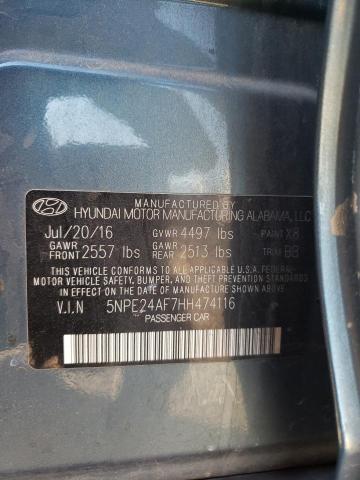 MANUFACTURED BY
HYUNDAI MOTOR MANUFACTURING ALABAMA, LLC
Jul/20/16 GVWR 4497 lbs PAINT X8
GAWR FRONT 2557 lbs GAWR REAR 2513 lbs TRIM BB
THIS VEHICLE CONFORMS TO ALL APPLICABLE U.S.A. FEDERAL
MOTOR VEHICLE SAFETY, BUMPER, AND THEFT PREVENTION
STANDARDS IN EFFECT ON THE DATE OF MANUFACTURE SHOWN ABOVE.
V.I.N 5NPE24AF7HH474116
PASSENGER CAR